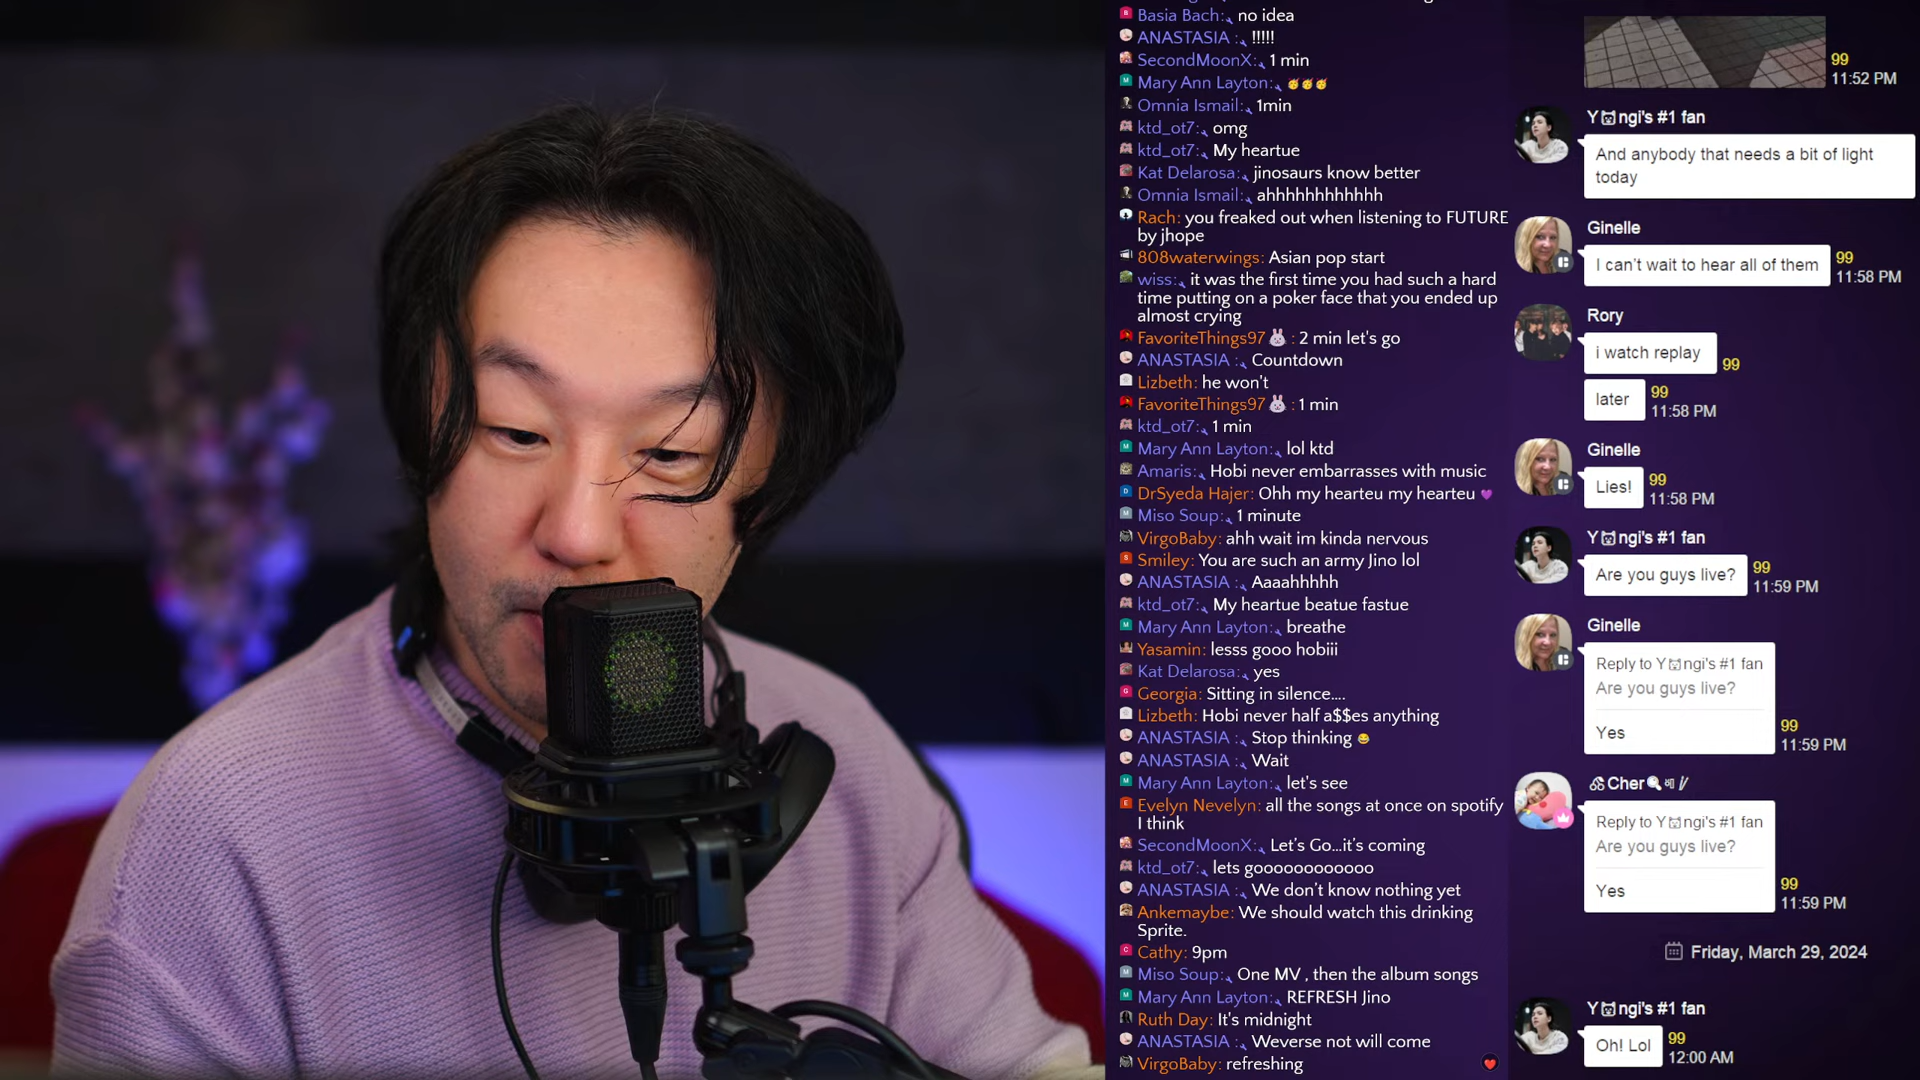 Basia Bach: no idea
ANASTASIA : !!!!!
SecondMoonX: 1 min
Mary Ann Layton: 🥳🥳🥳
Omnia Ismail: 1min
ktd_ot7: omg
ktd_ot7: My heartue
Kat Delarosa: jinosaurs know better
Omnia Ismail: ahhhhhhhhhhhh
Rach: you freaked out when listening to FUTURE
by jhope
808waterwings: Asian pop start
wiss: it was the first time you had such a hard
time putting on a poker face that you ended up
almost crying
FavoriteThings97🐰 : 2 min let's go
ANASTASIA : Countdown
Lizbeth: he won't
FavoriteThings97🐰 : 1 min
ktd_ot7: 1 min
Mary Ann Layton: lol ktd
Amaris: Hobi never embarrasses with music
DrSyeda Hajer: Ohh my hearteu my hearteu 💜
Miso Soup: 1 minute
VirgoBaby: ahh wait im kinda nervous
Smiley: You are such an army Jino lol
ANASTASIA : Aaaahhhhh
ktd_ot7: My heartue beatue fastue
Mary Ann Layton: breathe
Yasamin: lesss gooo hobiii
Kat Delarosa: yes
Georgia: Sitting in silence....
Lizbeth: Hobi never half a$$es anything
ANASTASIA : Stop thinking 😂
ANASTASIA : Wait
Mary Ann Layton: let's see
Evelyn Nevelyn: all the songs at once on spotify
I think
SecondMoonX: Let's Go...it's coming
ktd_ot7: lets gooooooooooo
ANASTASIA : We don't know nothing yet
Ankemaybe: We should watch this drinking
Sprite.
Cathy: 9pm
Miso Soup: One MV , then the album songs
Mary Ann Layton: REFRESH Jino
Ruth Day: It's midnight
ANASTASIA : Weverse not will come
VirgoBaby: refreshing
99
11:52 PM
Y🐱ngi's #1 fan
And anybody that needs a bit of light
today
Ginelle
I can't wait to hear all of them
99
11:58 PM
Rory
i watch replay
99
later
99
11:58 PM
Ginelle
Lies!
99
11:58 PM
Y🐱ngi's #1 fan
Are you guys live?
99
11:59 PM
Ginelle
Reply to Y🐱ngi's #1 fan
Are you guys live?
Yes
99
11:59 PM
Cher
Reply to Y🐱ngi's #1 fan
Are you guys live?
Yes
99
11:59 PM
Friday, March 29, 2024
Y🐱ngi's #1 fan
Oh! Lol
99
12:00 AM